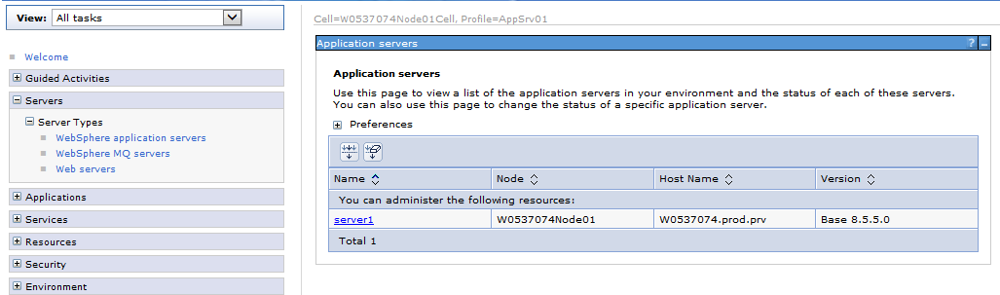 View: All tasks
Welcome
Guided Activities
Servers
Server Types
WebSphere application servers
WebSphere MQ servers
Web servers
Applications
Services
Resources
Security
Environment
Cell=W0537074Node01Cell, Profile=AppSrv01
Application servers ? –
Application servers
Use this page to view a list of the application servers in your environment and the status of each of these servers.
You can also use this page to change the status of a specific application server.
Preferences
Name Node Host Name Version
You can administer the following resources:
server1 W0537074Node01 W0537074.prod.prv Base 8.5.5.0
Total 1